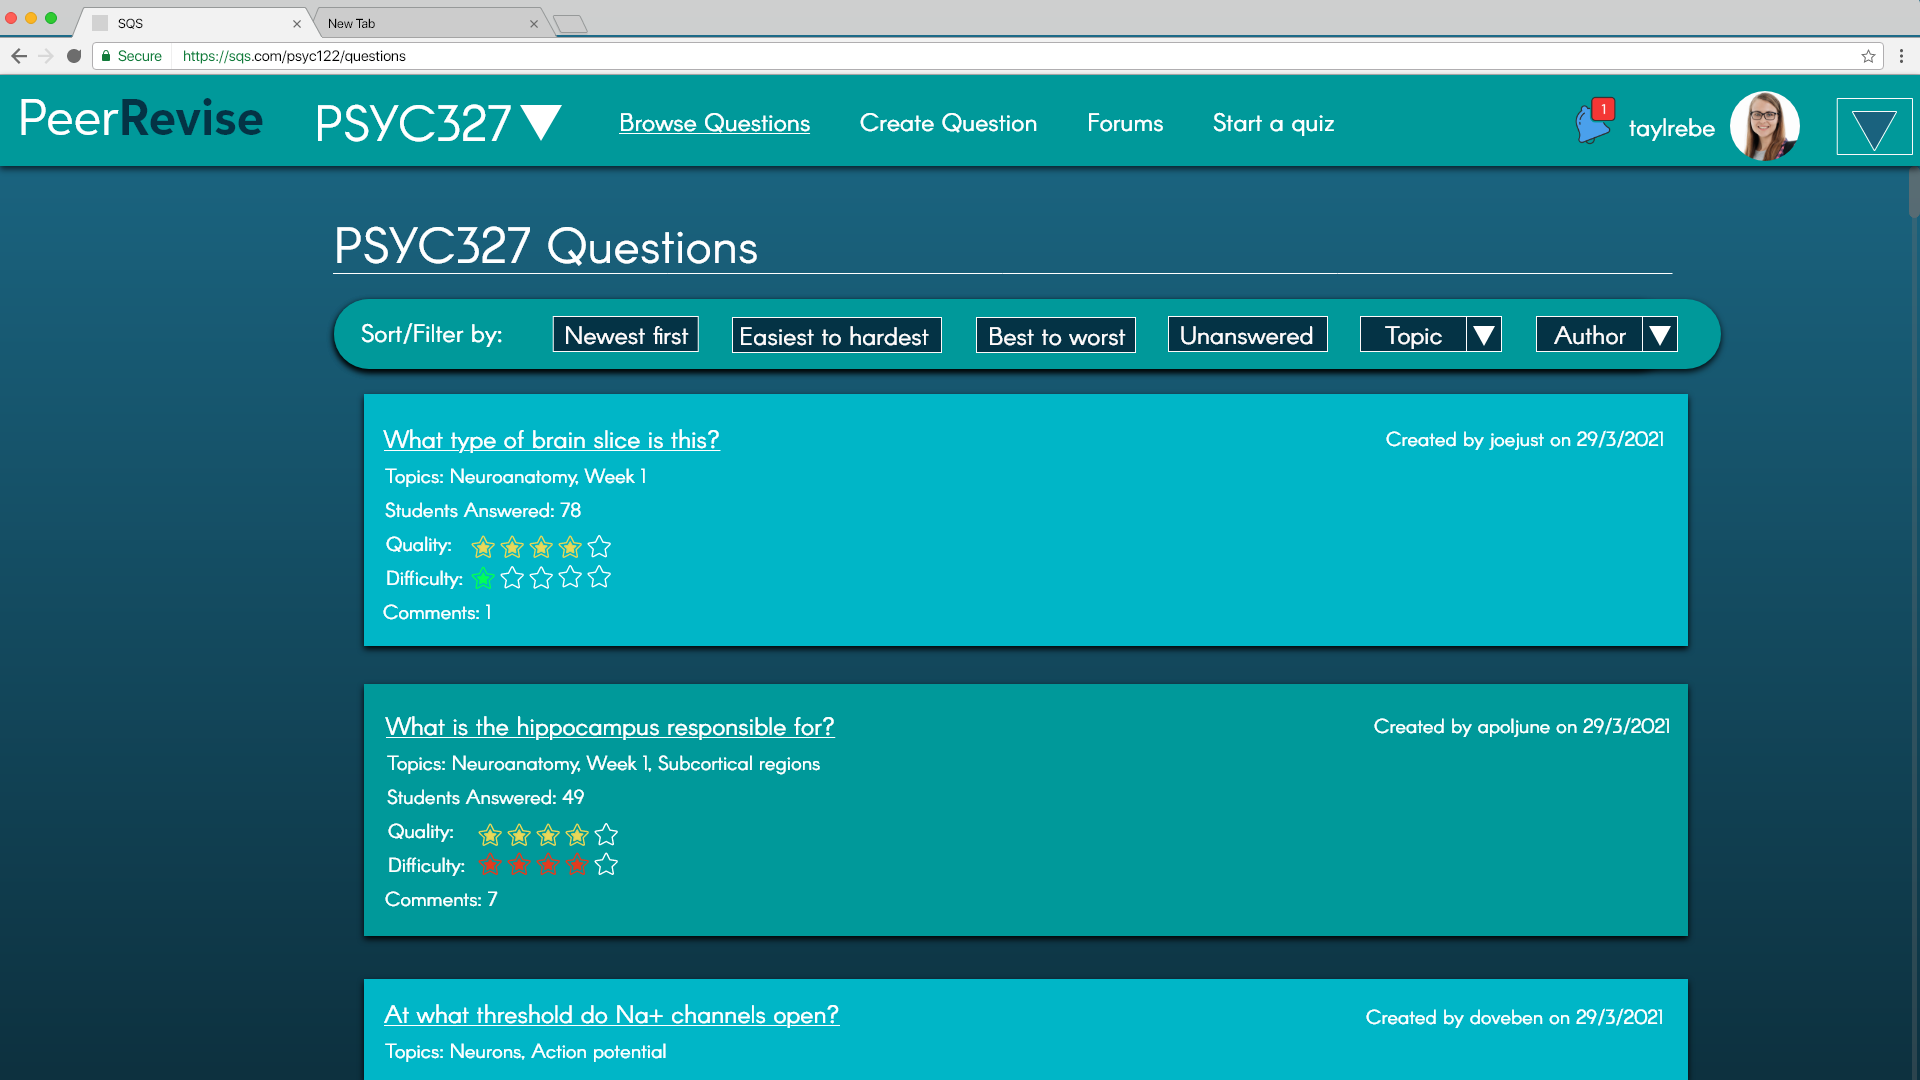 SQS
New Tab
Secure https://sqs.com/psyc122/questions
PeerRevise PSYC327 Browse Questions Create Question Forums Start a quiz 1 taylrebe
PSYC327 Questions
Sort/Filter by: Newest first Easiest to hardest Best to worst Unanswered Topic Author
What type of brain slice is this? Created by joejust on 29/3/2021
Topics: Neuroanatomy, Week 1
Students Answered: 78
Quality:
Difficulty:
Comments: 1
What is the hippocampus responsible for? Created by apoljune on 29/3/2021
Topics: Neuroanatomy, Week 1, Subcortical regions
Students Answered: 49
Quality:
Difficulty:
Comments: 7
At what threshold do Na+ channels open? Created by doveben on 29/3/2021
Topics: Neurons, Action potential